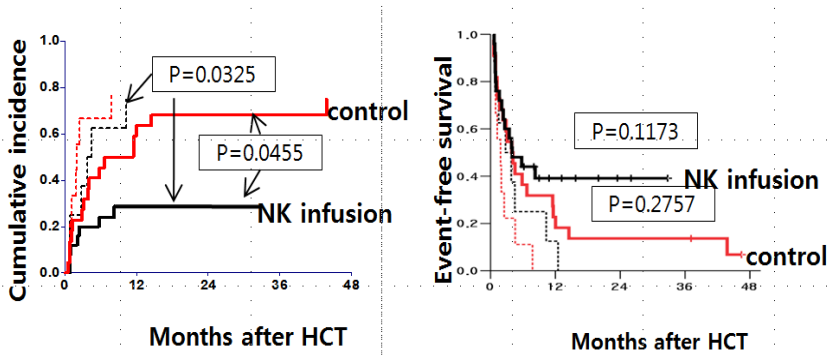 Cumulative incidence
1.0
0.8
0.6
0.4
0.2
0.0
0
12
24
36
48
P=0.0325
control
P=0.0455
NK infusion
Months after HCT
Event-free survival
1.0
0.8
0.6
0.4
0.2
0.0
0
12
24
36
48
P=0.1173
NK infusion
P=0.2757
control
Months after HCT